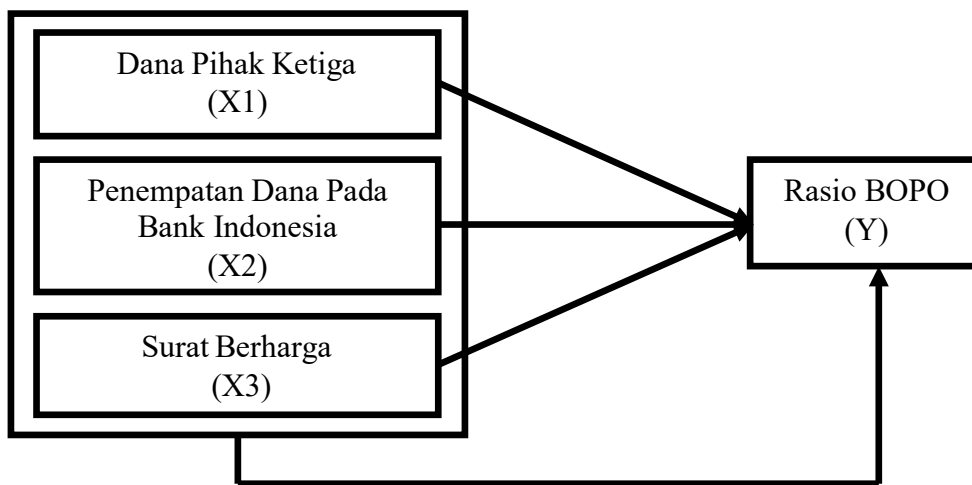 Dana Pihak Ketiga
(X1)
Penempatan Dana Pada
Bank Indonesia
(X2)
Surat Berharga
(X3)
Rasio BOPO
(Y)